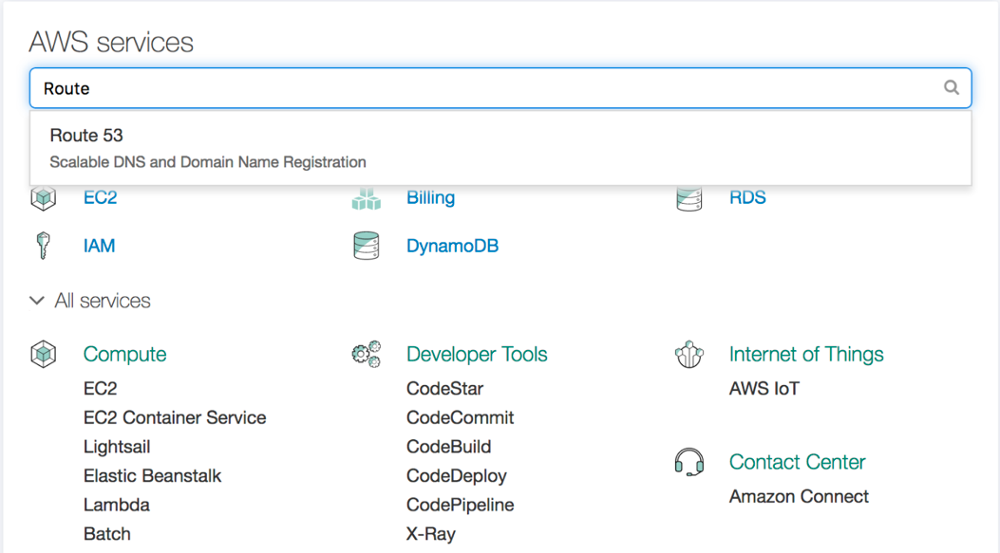 AWS services
Route
Route 53
Scalable DNS and Domain Name Registration
EC2
Billing
RDS
IAM
DynamoDB
All services
Compute
EC2
EC2 Container Service
Lightsail
Elastic Beanstalk
Lambda
Batch
Developer Tools
CodeStar
CodeCommit
CodeBuild
CodeDeploy
CodePipeline
X-Ray
Internet of Things
AWS IoT
Contact Center
Amazon Connect